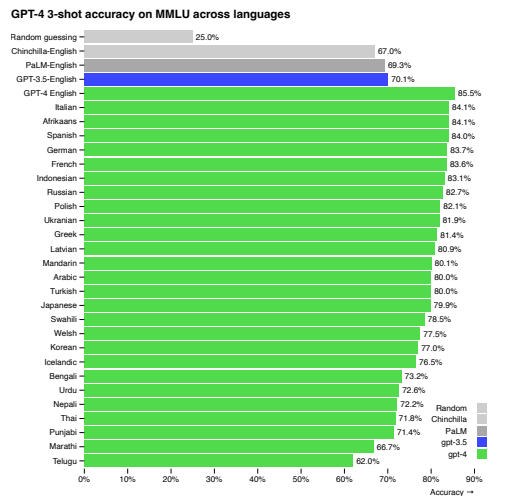 GPT-4 3-shot accuracy on MMLU across languages
Random guessing 25.0%
Chinchilla-English 67.0%
PaLM-English 69.3%
GPT-3.5-English 70.1%
GPT-4 English 85.5%
Italian 84.1%
Afrikaans 84.1%
Spanish 84.0%
German 83.7%
French 83.6%
Indonesian 83.1%
Russian 82.7%
Polish 82.1%
Ukranian 81.9%
Greek 81.4%
Latvian 80.9%
Mandarin 80.1%
Arabic 80.0%
Turkish 80.0%
Japanese 79.9%
Swahili 78.5%
Welsh 77.5%
Korean 77.0%
Icelandic 76.5%
Bengali 73.2%
Urdu 72.6%
Nepali 72.2%
Thai 71.8%
Punjabi 71.4%
Marathi 66.7%
Telugu 62.0%
Random
Chinchilla
PaLM
gpt-3.5
gpt-4
0% 10% 20% 30% 40% 50% 60% 70% 80% 90%
Accuracy →